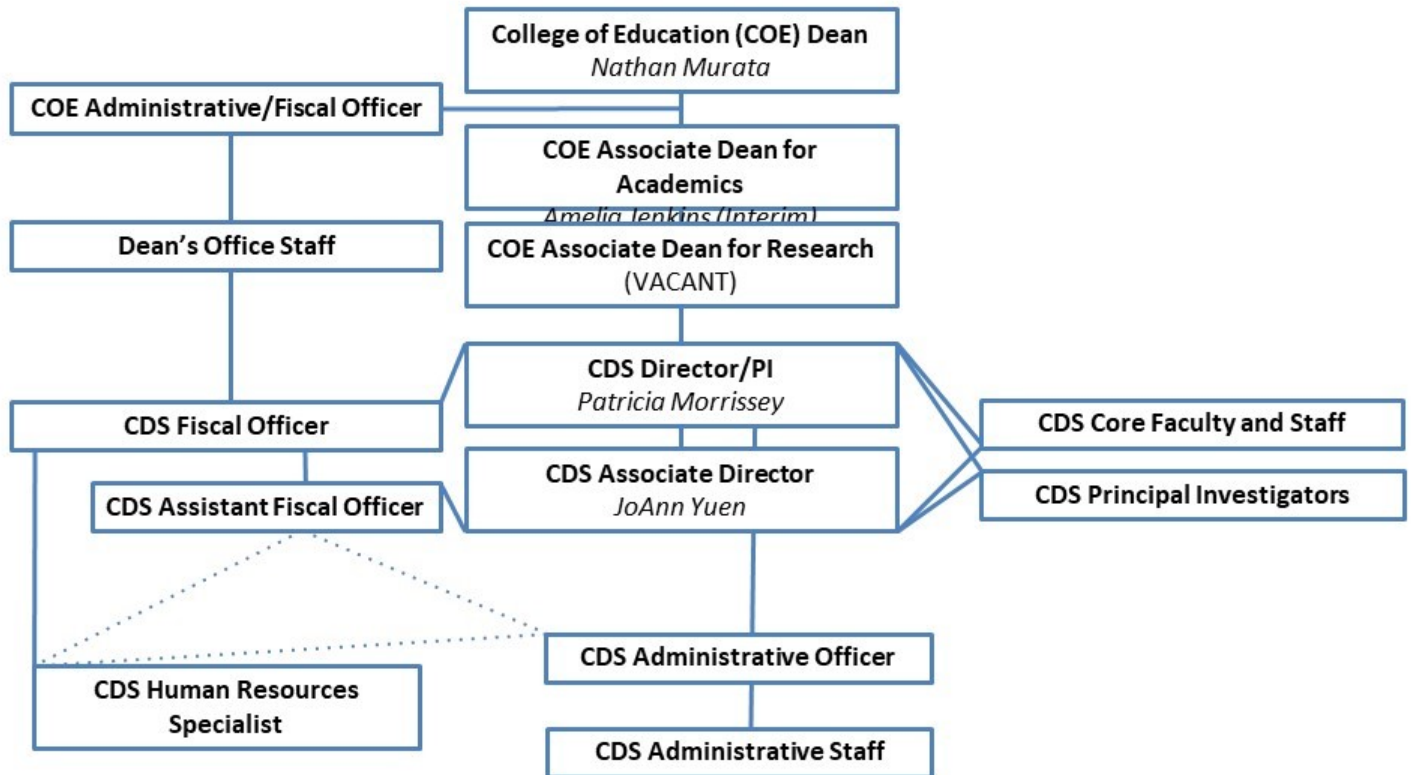 College of Education (COE) Dean
Nathan Murata
COE Administrative/Fiscal Officer
COE Associate Dean for
Academics
Amelia Jenkins (Interim)
Dean's Office Staff
COE Associate Dean for Research
(VACANT)
CDS Director/PI
Patricia Morrissey
CDS Fiscal Officer
CDS Core Faculty and Staff
CDS Associate Director
JoAnn Yuen
CDS Assistant Fiscal Officer
CDS Principal Investigators
CDS Administrative Officer
CDS Human Resources
Specialist
CDS Administrative Staff